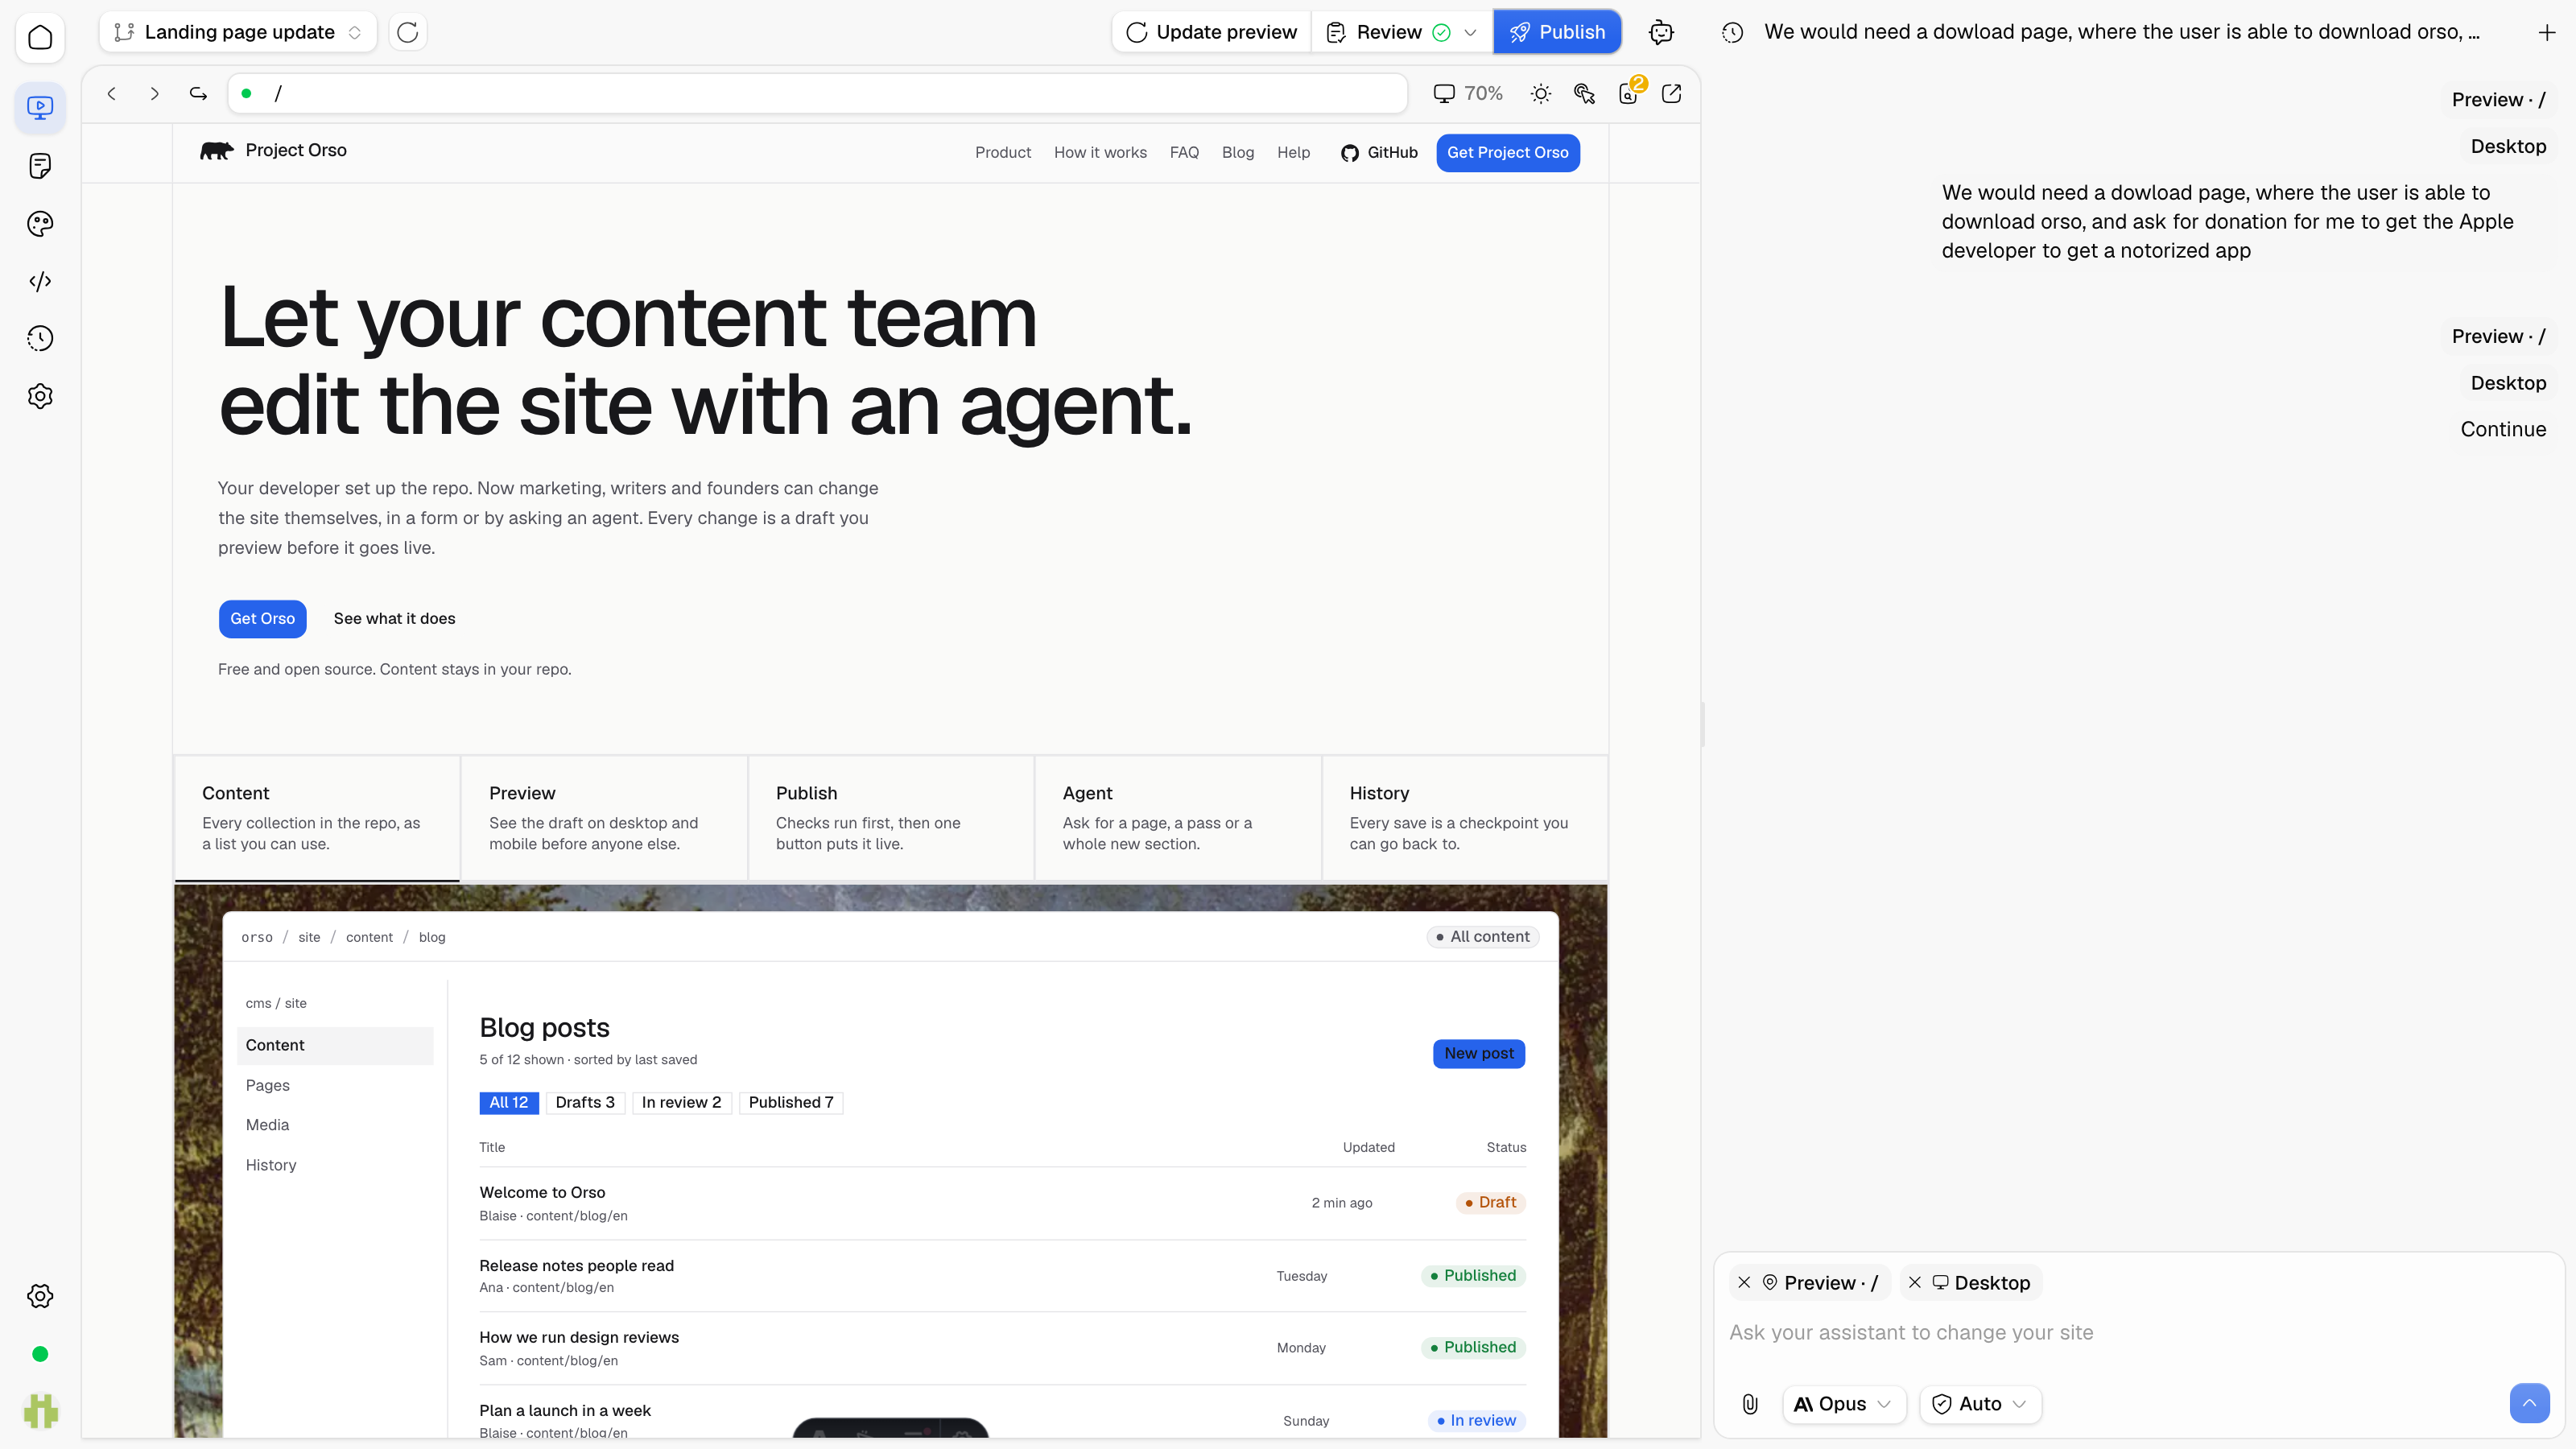 Landing page update
Update preview
Review
Publish
We would need a dowload page, where the user is able to download orso, ...
/
70%
2
Project Orso
Product
How it works
FAQ
Blog
Help
GitHub
Get Project Orso
Let your content team
edit the site with an agent.
Your developer set up the repo. Now marketing, writers and founders can change
the site themselves, in a form or by asking an agent. Every change is a draft you
preview before it goes live.
Get Orso
See what it does
Free and open source. Content stays in your repo.
Content
Every collection in the repo, as
a list you can use.
Preview
See the draft on desktop and
mobile before anyone else.
Publish
Checks run first, then one
button puts it live.
Agent
Ask for a page, a pass or a
whole new section.
History
Every save is a checkpoint you
can go back to.
orso / site / content / blog
All content
cms / site
Content
Pages
Media
History
Blog posts
5 of 12 shown · sorted by last saved
New post
All 12
Drafts 3
In review 2
Published 7
Title
Updated
Status
Welcome to Orso
Blaise · content/blog/en
2 min ago
Draft
Release notes people read
Ana · content/blog/en
Tuesday
Published
How we run design reviews
Sam · content/blog/en
Monday
Published
Plan a launch in a week
Blaise · content/blog/en
Sunday
In review
Preview · /
Desktop
We would need a dowload page, where the user is able to
download orso, and ask for donation for me to get the Apple
developer to get a notorized app
Preview · /
Desktop
Continue
Preview · /
Desktop
Ask your assistant to change your site
Opus
Auto